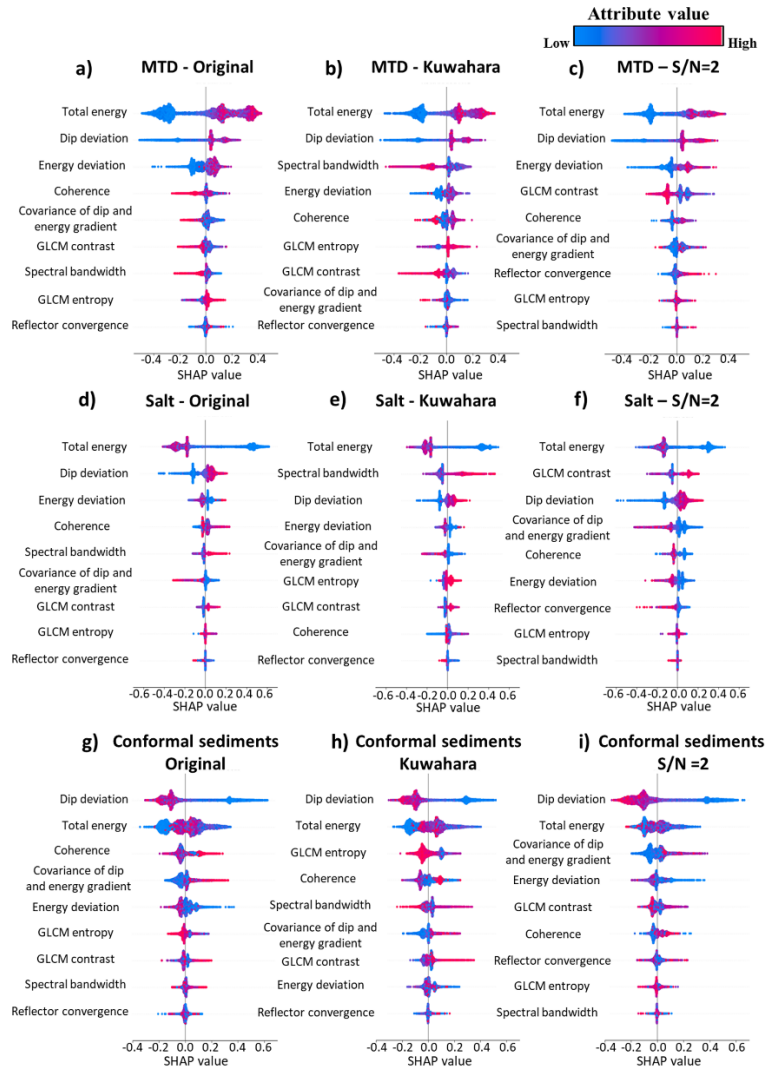 Attribute value
Low High
a) MTD - Original
Total energy
Dip deviation
Energy deviation
Coherence
Covariance of dip and
energy gradient
GLCM contrast
Spectral bandwidth
GLCM entropy
Reflector convergence
-0.4 -0.2 0.0 0.2 0.4
SHAP value
b) MTD - Kuwahara
Total energy
Dip deviation
Spectral bandwidth
Energy deviation
Coherence
GLCM entropy
GLCM contrast
Covariance of dip and
energy gradient
Reflector convergence
-0.4 -0.2 0.0 0.2 0.4
SHAP value
c) MTD – S/N=2
Total energy
Dip deviation
Energy deviation
GLCM contrast
Coherence
Covariance of dip and
energy gradient
Reflector convergence
GLCM entropy
Spectral bandwidth
-0.4 -0.2 0.0 0.2 0.4
SHAP value
d) Salt - Original
Total energy
Dip deviation
Energy deviation
Coherence
Spectral bandwidth
Covariance of dip and
energy gradient
GLCM contrast
GLCM entropy
Reflector convergence
-0.6 -0.4 -0.2 0.0 0.2 0.4 0.6
SHAP value
e) Salt - Kuwahara
Total energy
Spectral bandwidth
Dip deviation
Energy deviation
Covariance of dip and
energy gradient
GLCM entropy
GLCM contrast
Coherence
Reflector convergence
-0.6 -0.4 -0.2 0.0 0.2 0.4 0.6
SHAP value
f) Salt – S/N=2
Total energy
GLCM contrast
Dip deviation
Covariance of dip
and energy gradient
Coherence
Energy deviation
Reflector convergence
GLCM entropy
Spectral bandwidth
-0.6 -0.4 -0.2 0.0 0.2 0.4 0.6
SHAP value
g) Conformal sediments
Original
Dip deviation
Total energy
Coherence
Covariance of dip
and energy gradient
Energy deviation
GLCM entropy
GLCM contrast
Spectral bandwidth
Reflector convergence
-0.4 -0.2 0.0 0.2 0.4 0.6
SHAP value
h) Conformal sediments
Kuwahara
Dip deviation
Total energy
GLCM entropy
Coherence
Spectral bandwidth
Covariance of dip and
energy gradient
GLCM contrast
Energy deviation
Reflector convergence
-0.4 -0.2 0.0 0.2 0.4 0.6
SHAP value
i) Conformal sediments
S/N =2
Dip deviation
Total energy
Covariance of dip
and energy gradient
Energy deviation
GLCM contrast
Coherence
Reflector convergence
GLCM entropy
Spectral bandwidth
-0.4 -0.2 0.0 0.2 0.4 0.6
SHAP value